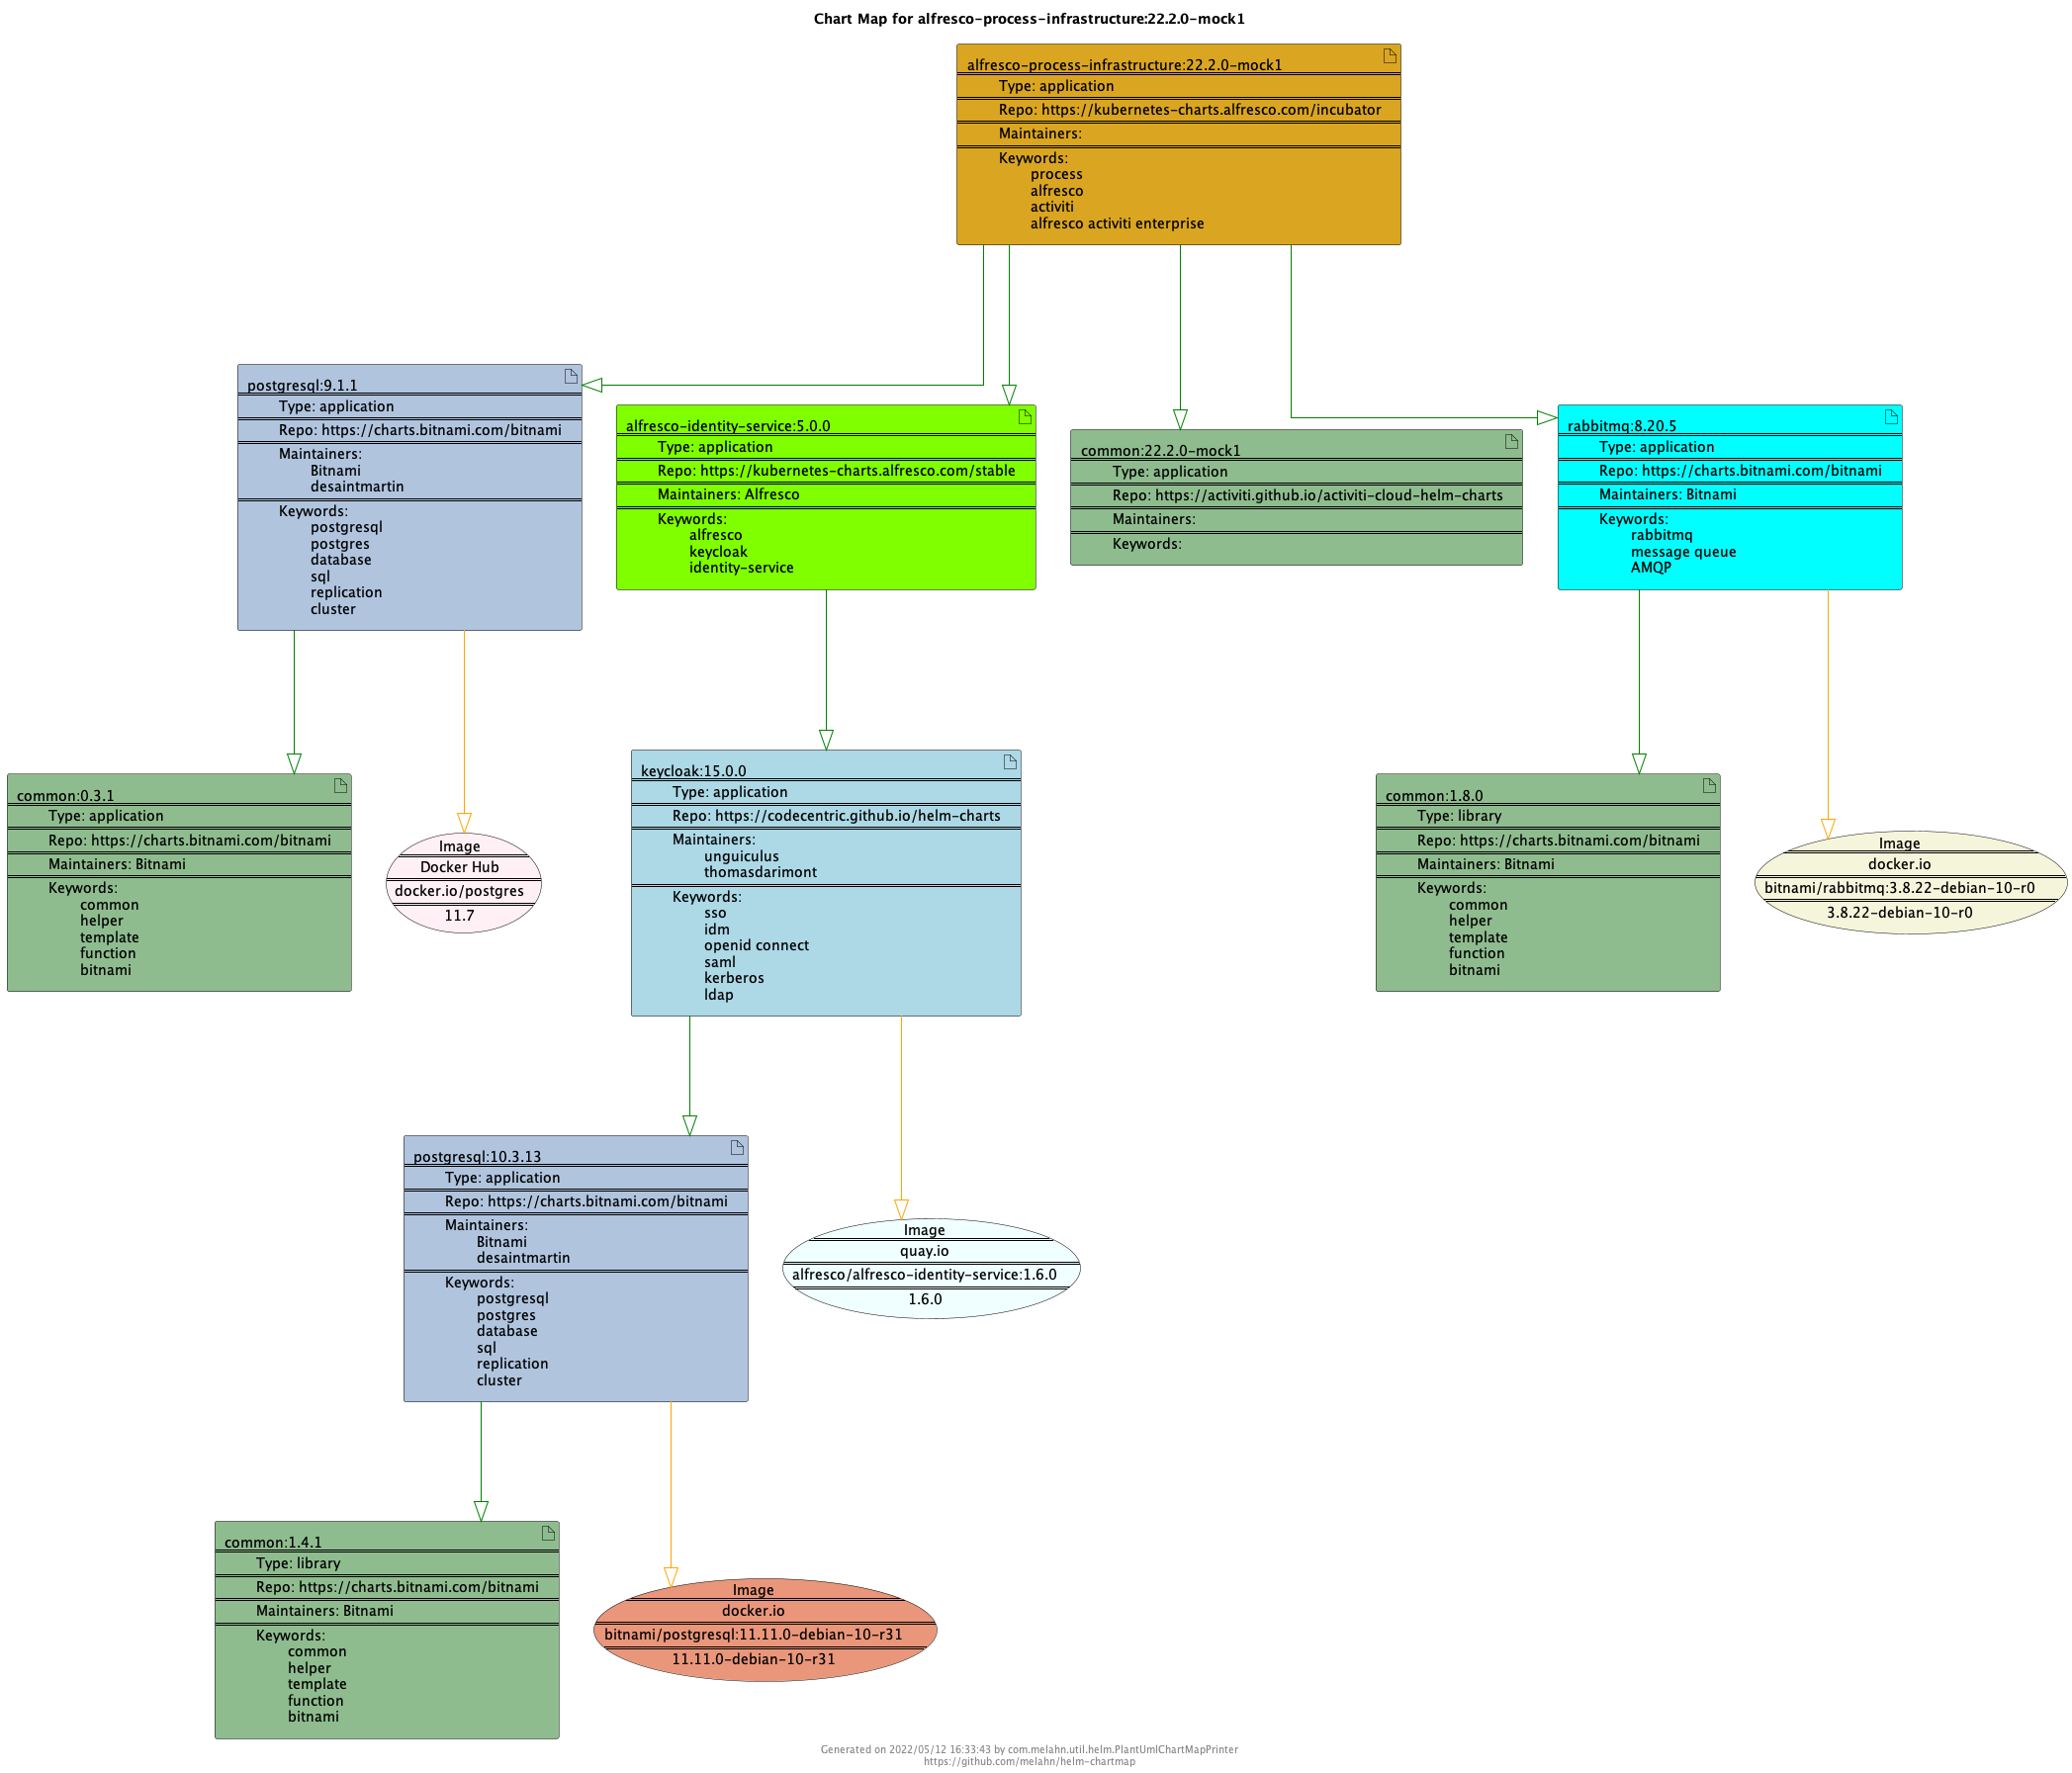 Chart Map for alfresco-process-infrastructure:22.2.0-mock1
alfresco-process-infrastructure:22.2.0-mock1
Type: application
Repo: https://kubernetes-charts.alfresco.com/incubator
Maintainers:
Keywords:
process
alfresco
activiti
alfresco activiti enterprise
postgresql:9.1.1
Type: application
Repo: https://charts.bitnami.com/bitnami
Maintainers:
Bitnami
desaintmartin
Keywords:
postgresql
postgres
database
sql
replication
cluster
alfresco-identity-service:5.0.0
Type: application
Repo: https://kubernetes-charts.alfresco.com/stable
Maintainers: Alfresco
Keywords:
alfresco
keycloak
identity-service
common:22.2.0-mock1
Type: application
Repo: https://activiti.github.io/activiti-cloud-helm-charts
Maintainers:
Keywords:
rabbitmq:8.20.5
Type: application
Repo: https://charts.bitnami.com/bitnami
Maintainers: Bitnami
Keywords:
rabbitmq
message queue
AMQP
common:0.3.1
Type: application
Repo: https://charts.bitnami.com/bitnami
Maintainers: Bitnami
Keywords:
common
helper
template
function
bitnami
Image
Docker Hub
docker.io/postgres
11.7
keycloak:15.0.0
Type: application
Repo: https://codecentric.github.io/helm-charts
Maintainers:
unguiculus
thomasdarimont
Keywords:
sso
idm
openid connect
saml
kerberos
ldap
common:1.8.0
Type: library
Repo: https://charts.bitnami.com/bitnami
Maintainers: Bitnami
Keywords:
common
helper
template
function
bitnami
Image
docker.io
bitnami/rabbitmq:3.8.22-debian-10-r0
3.8.22-debian-10-r0
postgresql:10.3.13
Type: application
Repo: https://charts.bitnami.com/bitnami
Maintainers:
Bitnami
desaintmartin
Keywords:
postgresql
postgres
database
sql
replication
cluster
Image
quay.io
alfresco/alfresco-identity-service:1.6.0
1.6.0
common:1.4.1
Type: library
Repo: https://charts.bitnami.com/bitnami
Maintainers: Bitnami
Keywords:
common
helper
template
function
bitnami
Image
docker.io
bitnami/postgresql:11.11.0-debian-10-r31
11.11.0-debian-10-r31
Generated on 2022/05/12 16:33:43 by com.melahn.util.helm.PlantUmlChartMapPrinter
https://github.com/melahn/helm-chartmap